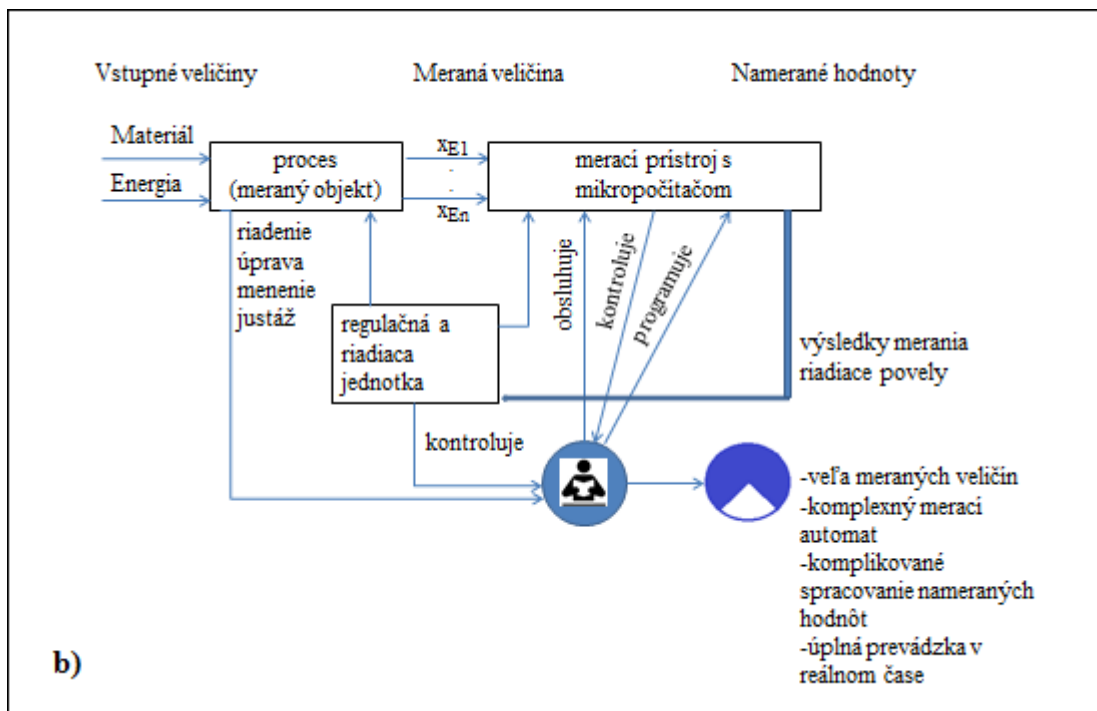 Vstupné veličiny
Meraná veličina
Namerané hodnoty
Materiál
Energia
proces
(meraný objekt)
xE1
.
.
xEn
merací prístroj s
mikropočítačom
riadenie
úprava
menenie
justáž
regulačná a
riadiaca
jednotka
obsluhuje
kontroluje
programuje
výsledky merania
riadiace povely
kontroluje
-veľa meraných veličín
-komplexný merací
automat
-komplikované
spracovanie nameraných
hodnôt
-úplná prevádzka v
reálnom čase
b)